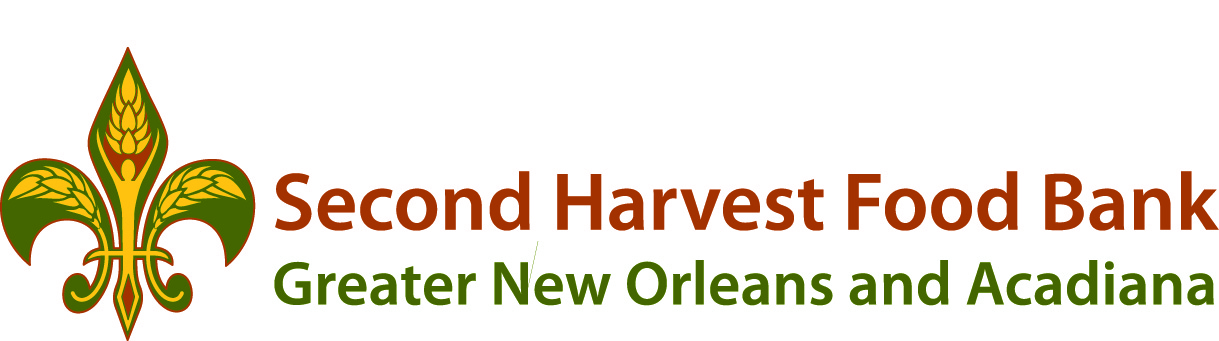 Second Harvest Food Bank
Greater New Orleans and Acadiana